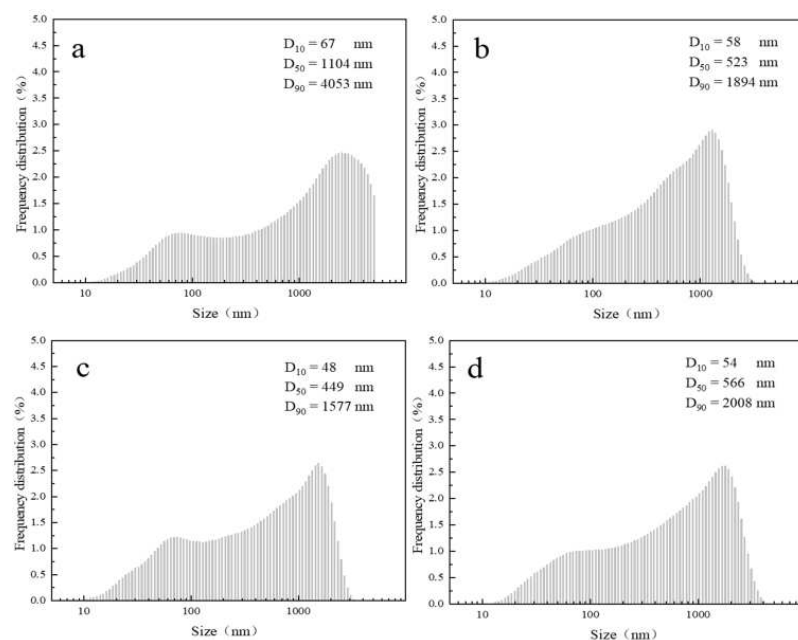 a
D10 = 67 nm
D50 = 1104 nm
D90 = 4053 nm
Frequency distribution (%)
5.0
4.5
4.0
3.5
3.0
2.5
2.0
1.5
1.0
0.5
0.0
10 100 1000
Size (nm)
b
D10 = 58 nm
D50 = 523 nm
D90 = 1894 nm
Frequency distribution (%)
5.0
4.5
4.0
3.5
3.0
2.5
2.0
1.5
1.0
0.5
0.0
10 100 1000
Size (nm)
c
D10 = 48 nm
D50 = 449 nm
D90 = 1577 nm
Frequency distribution (%)
5.0
4.5
4.0
3.5
3.0
2.5
2.0
1.5
1.0
0.5
0.0
10 100 1000
Size (nm)
d
D10 = 54 nm
D50 = 566 nm
D90 = 2008 nm
Frequency distribution (%)
5.0
4.5
4.0
3.5
3.0
2.5
2.0
1.5
1.0
0.5
0.0
10 100 1000
Size (nm)